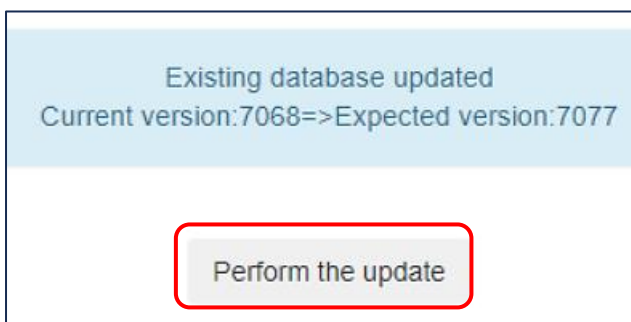 Existing database updated
Current version:7068=>Expected version:7077
Perform the update